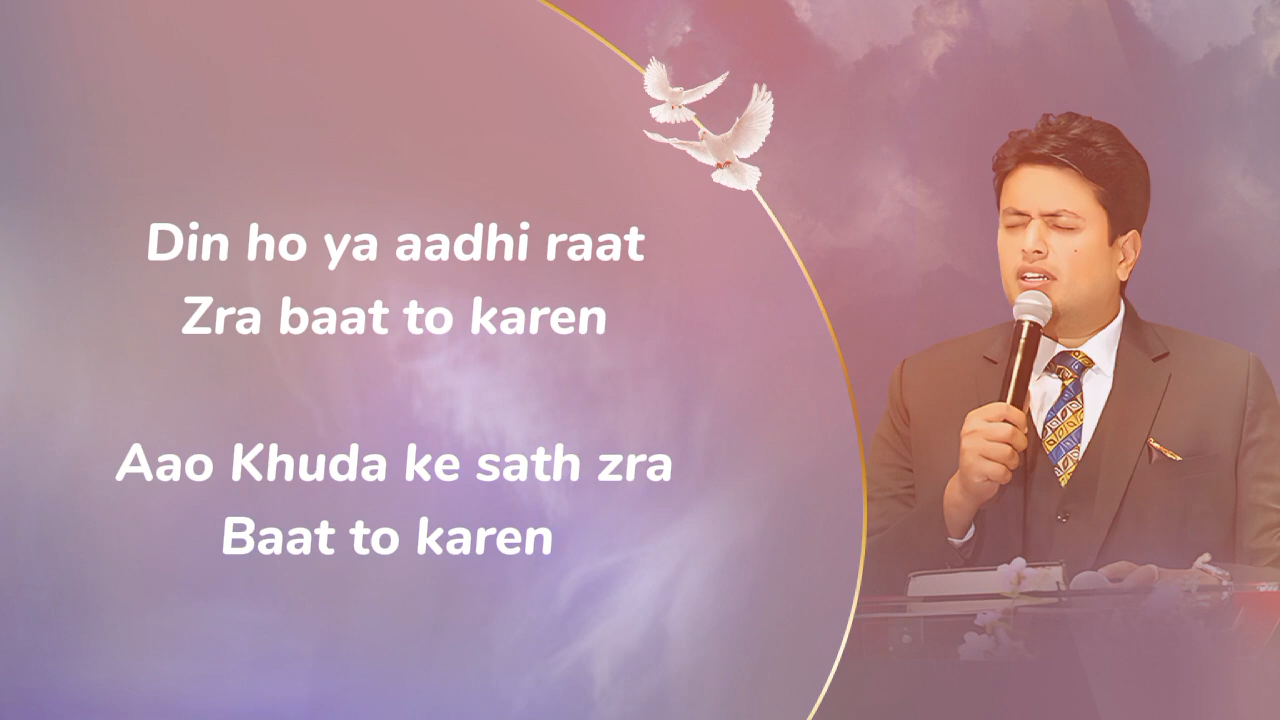 Din ho ya aadhi raat
Zra baat to karen
Aao Khuda ke sath zra
Baat to karen